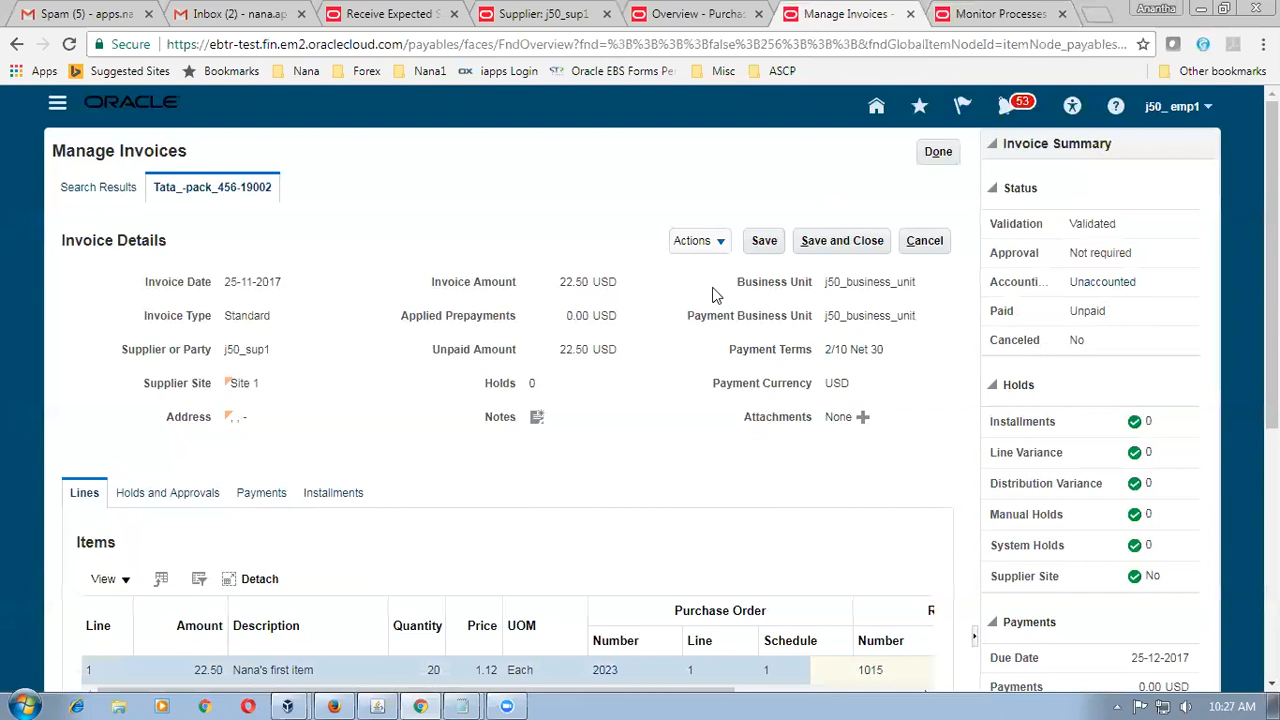 Spam (5) - apps.na
Inbox (2) - nana.ap
Receive Expected S
Supplier: j50_sup1
Overview - Purcha
Manage Invoices -
Monitor Processes
Anantha
Secure
https://ebtr-test.fin.em2.oraclecloud.com/payables/faces/FndOverview?fnd=%3B%3B%3B%3Bfalse%3B256%3B%3B%3B&fndGlobalItemNodeId=itemNode_payables...
Apps
Suggested Sites
Bookmarks
Nana
Forex
Nana1
iapps Login
Oracle EBS Forms Pe
Misc
ASCP
Other bookmarks
ORACLE
53
j50_emp1
Manage Invoices
Done
Search Results
Tata_-pack_456-19002
Invoice Details
Actions
Save
Save and Close
Cancel
Invoice Date 25-11-2017
Invoice Amount 22.50 USD
Business Unit j50_business_unit
Invoice Type Standard
Applied Prepayments 0.00 USD
Payment Business Unit j50_business_unit
Supplier or Party j50_sup1
Unpaid Amount 22.50 USD
Payment Terms 2/10 Net 30
Supplier Site Site 1
Holds 0
Payment Currency USD
Address , , -
Notes
Attachments None
Lines
Holds and Approvals
Payments
Installments
Items
View
Detach
Purchase Order
R
Line Amount Description Quantity Price UOM Number Line Schedule Number
1 22.50 Nana's first item 20 1.12 Each 2023 1 1 1015
Invoice Summary
Status
Validation Validated
Approval Not required
Accounti... Unaccounted
Paid Unpaid
Canceled No
Holds
Installments 0
Line Variance 0
Distribution Variance 0
Manual Holds 0
System Holds 0
Supplier Site No
Payments
Due Date 25-12-2017
Payments 0.00 USD
10:27 AM